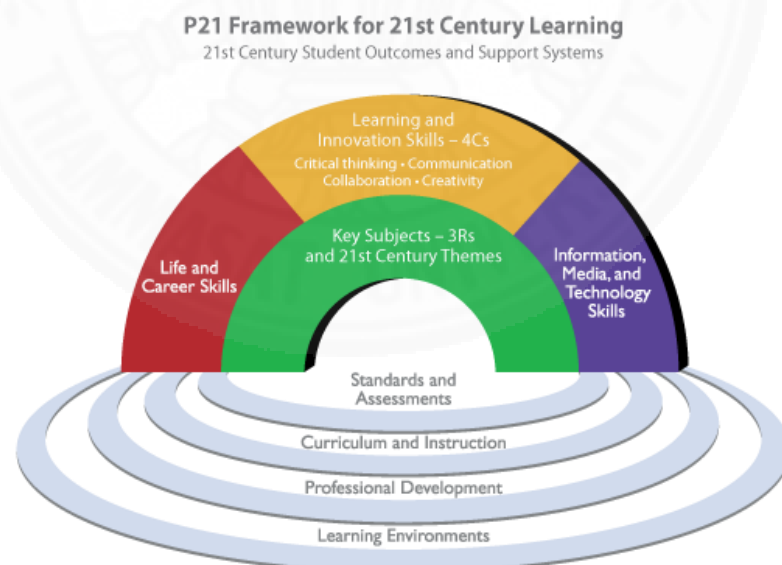 P21 Framework for 21st Century Learning
21st Century Student Outcomes and Support Systems
Learning and
Innovation Skills – 4Cs
Critical thinking • Communication
Collaboration • Creativity
Key Subjects – 3Rs
and 21st Century Themes
Life and
Career Skills
Information,
Media, and
Technology
Skills
Standards and
Assessments
Curriculum and Instruction
Professional Development
Learning Environments